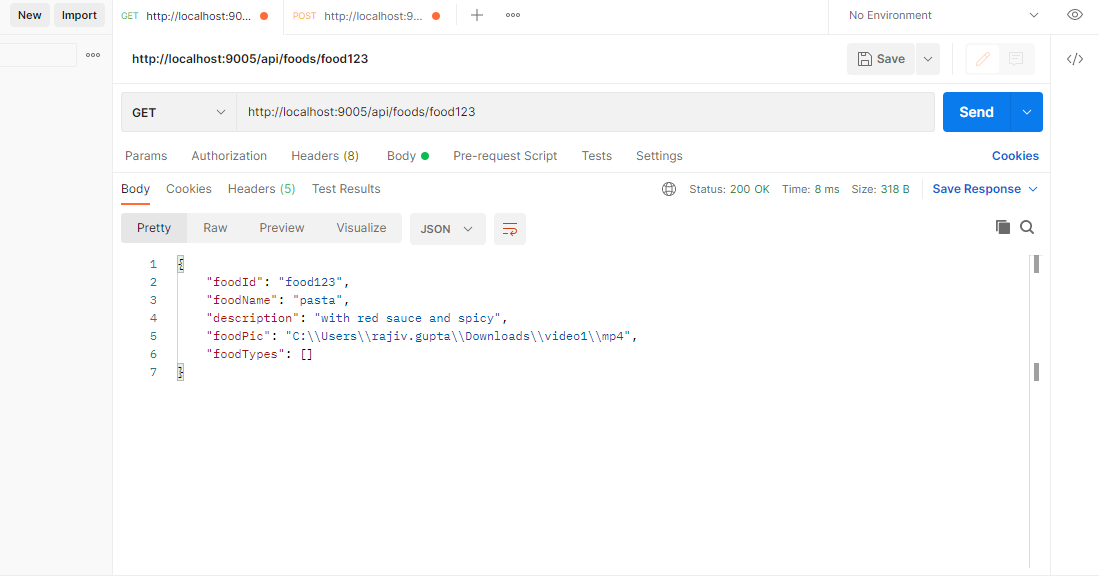 New Import GET http://localhost:90... POST http://localhost:9... No Environment
http://localhost:9005/api/foods/food123 Save
GET http://localhost:9005/api/foods/food123 Send
Params Authorization Headers (8) Body Pre-request Script Tests Settings Cookies
Body Cookies Headers (5) Test Results Status: 200 OK Time: 8 ms Size: 318 B Save Response
Pretty Raw Preview Visualize JSON
1 {
2 "foodId": "food123",
3 "foodName": "pasta",
4 "description": "with red sauce and spicy",
5 "foodPic": "C:\\Users\\rajiv.gupta\\Downloads\\video1\\mp4",
6 "foodTypes": []
7 }